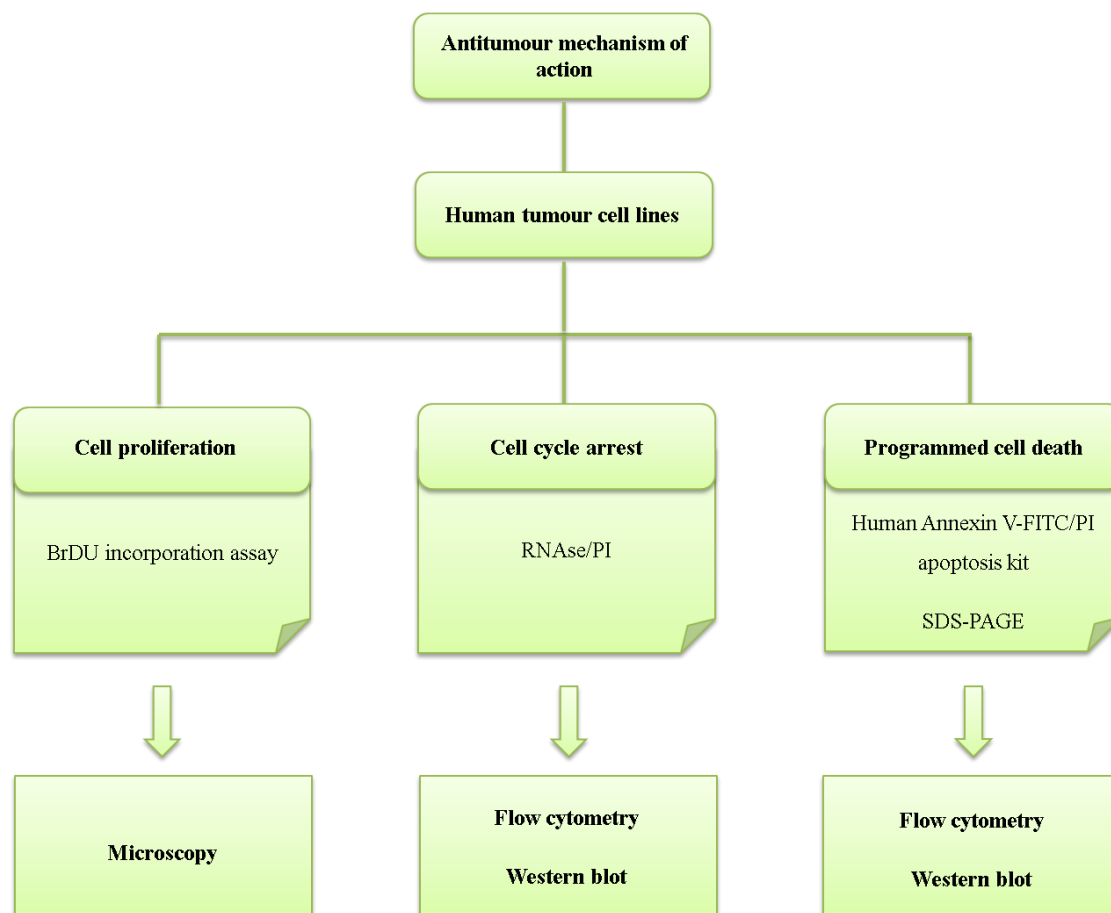 Antitumour mechanism of
action
Human tumour cell lines
Cell proliferation
BrDU incorporation assay
Microscopy
Cell cycle arrest
RNAse/PI
Flow cytometry
Western blot
Programmed cell death
Human Annexin V-FITC/PI
apoptosis kit
SDS-PAGE
Flow cytometry
Western blot